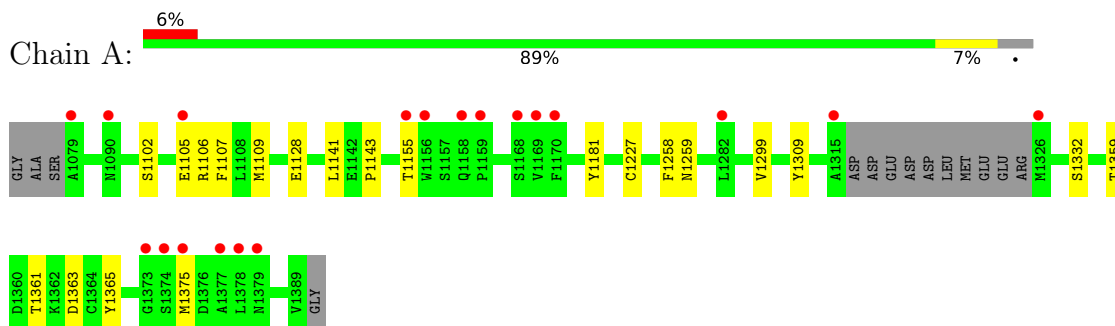 6%
Chain A:
89% 7% •
GLY ALA SER A1079 N1090 S1102 E1105 R1106 F1107 L1108 M1109 E1128 L1141 E1142 P1143 T1155 W1156 S1157 Q1158 P1159 S1168 V1169 F1170 Y1181 C1227 F1258 N1259 L1282 V1299 Y1309 A1315 ASP ASP GLU ASP ASP LEU MET GLU GLU ARG M1326 S1332 T1359
D1360 T1361 K1362 D1363 C1364 Y1365 G1373 S1374 M1375 D1376 A1377 L1378 N1379 V1389 GLY